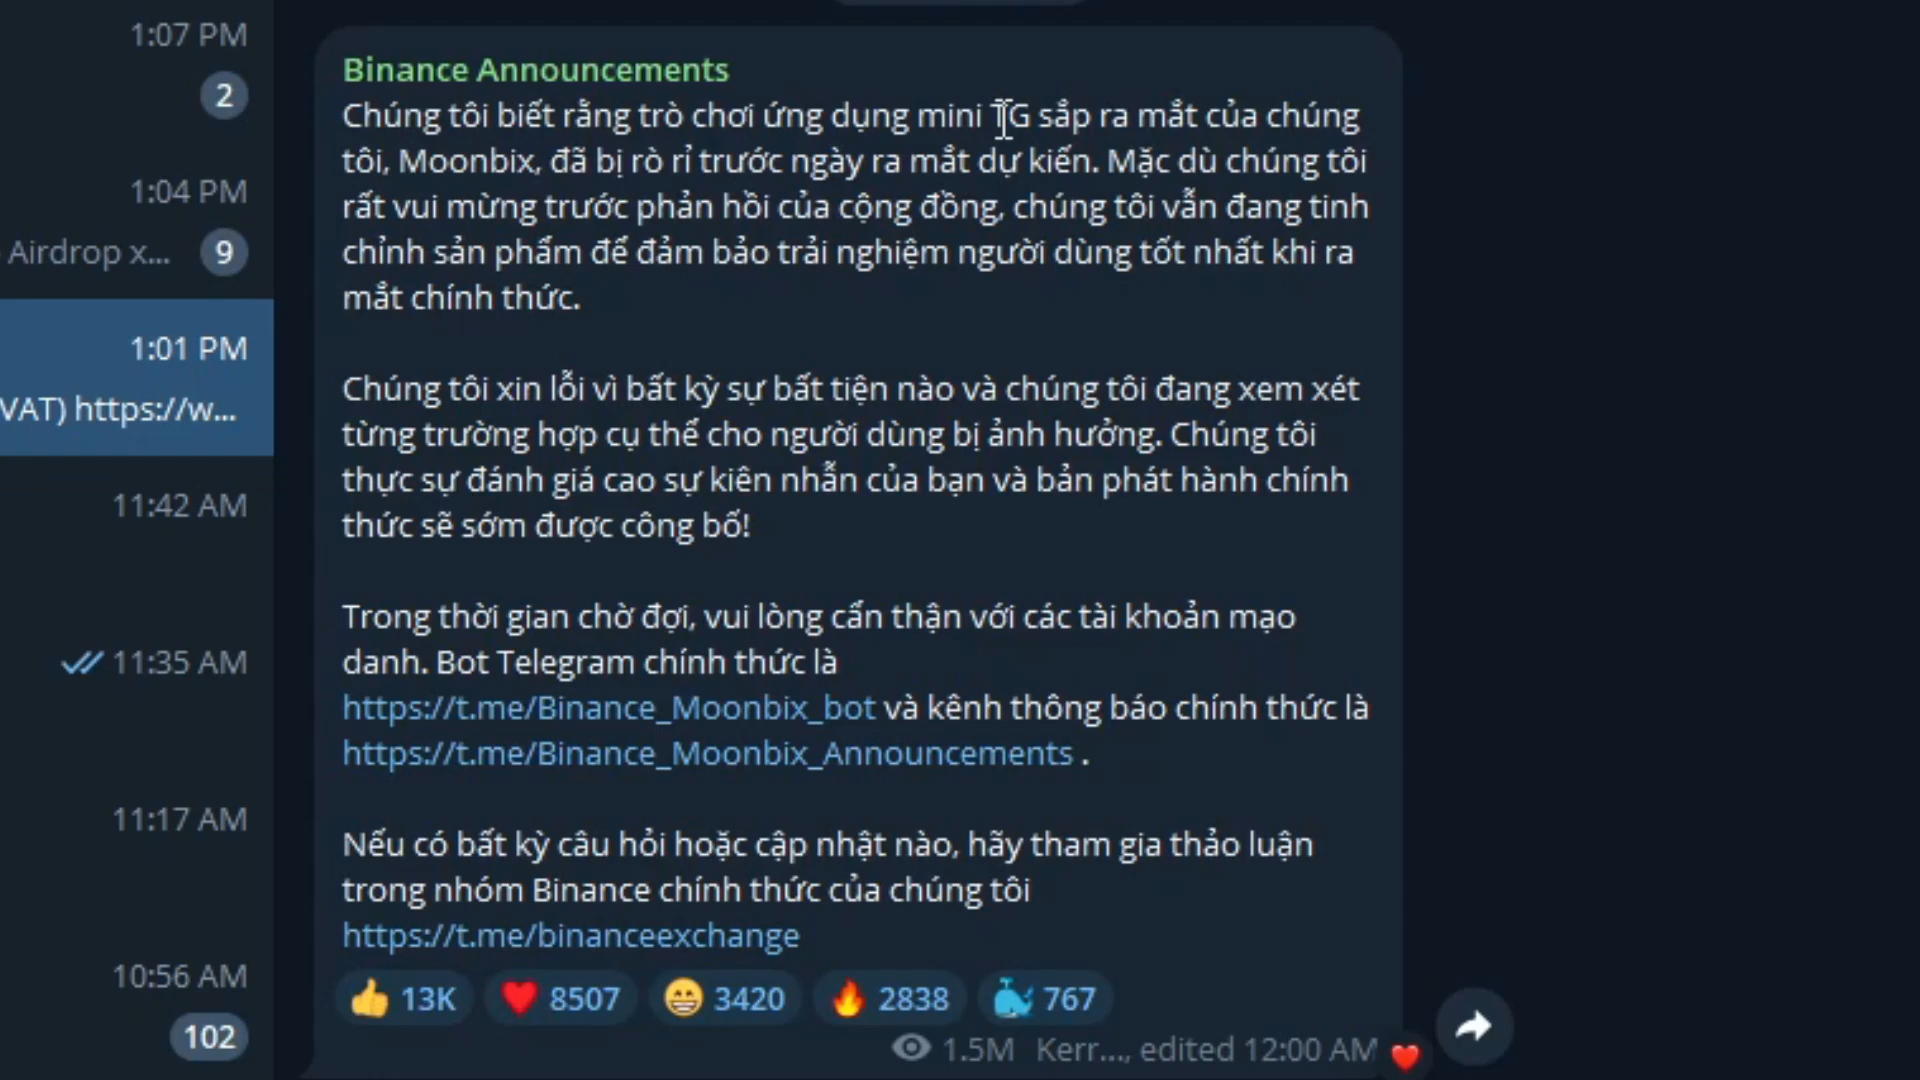 1:07 PM
2
1:04 PM
Airdrop x...
9
1:01 PM
VAT) https://w...
11:42 AM
11:35 AM
11:17 AM
10:56 AM
102
Binance Announcements
Chúng tôi biết rằng trò chơi ứng dụng mini TG sắp ra mắt của chúng
tôi, Moonbix, đã bị rò rỉ trước ngày ra mắt dự kiến. Mặc dù chúng tôi
rất vui mừng trước phản hồi của cộng đồng, chúng tôi vẫn đang tinh
chỉnh sản phẩm để đảm bảo trải nghiệm người dùng tốt nhất khi ra
mắt chính thức.
Chúng tôi xin lỗi vì bất kỳ sự bất tiện nào và chúng tôi đang xem xét
từng trường hợp cụ thể cho người dùng bị ảnh hưởng. Chúng tôi
thực sự đánh giá cao sự kiên nhẫn của bạn và bản phát hành chính
thức sẽ sớm được công bố!
Trong thời gian chờ đợi, vui lòng cẩn thận với các tài khoản mạo
danh. Bot Telegram chính thức là
https://t.me/Binance_Moonbix_bot và kênh thông báo chính thức là
https://t.me/Binance_Moonbix_Announcements .
Nếu có bất kỳ câu hỏi hoặc cập nhật nào, hãy tham gia thảo luận
trong nhóm Binance chính thức của chúng tôi
https://t.me/binanceexchange
13K 8507 3420 2838 767
1.5M Kerr..., edited 12:00 AM